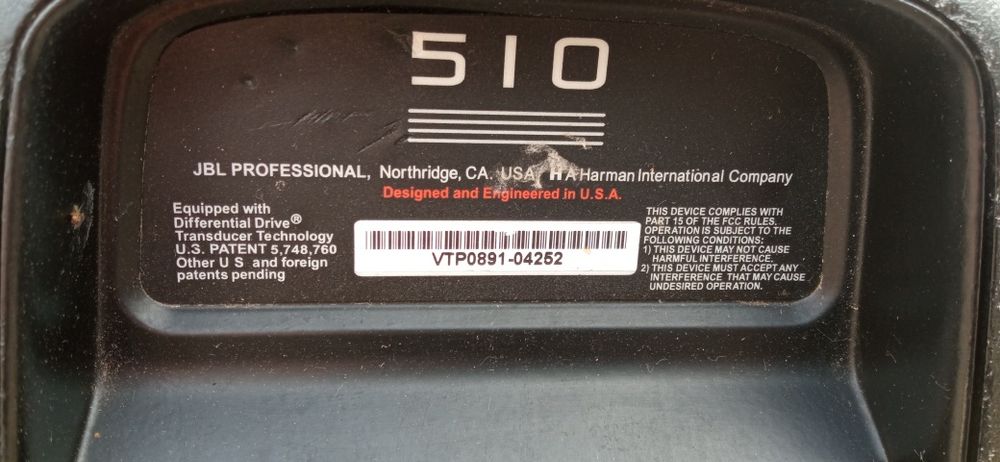 510
JBL PROFESSIONAL, Northridge, CA. USA, H A Harman International Company
Designed and Engineered in U.S.A.
Equipped with
Differential Drive®
Transducer Technology
U.S. PATENT 5,748,760
Other U S and foreign
patents pending
VTP0891-04252
THIS DEVICE COMPLIES WITH
PART 15 OF THE FCC RULES.
OPERATION IS SUBJECT TO THE
FOLLOWING CONDITIONS:
1) THIS DEVICE MAY NOT CAUSE
HARMFUL INTERFERENCE.
2) THIS DEVICE MUST ACCEPT ANY
INTERFERENCE THAT MAY CAUSE
UNDESIRED OPERATION.